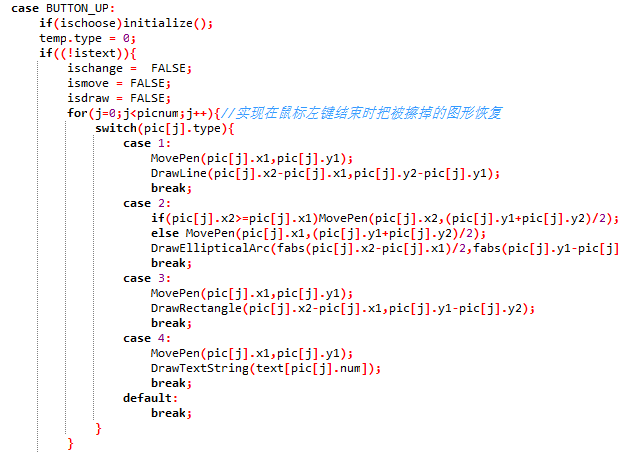 case BUTTON_UP:
if(ischoose)initialize();
temp.type = 0;
if((!istext)){
ischange =  FALSE;
ismove = FALSE;
isdraw = FALSE;
for(j=0;j<picnum;j++){//实现在鼠标左键结束时把被擦掉的图形恢复
switch(pic[j].type){
case 1:
MovePen(pic[j].x1,pic[j].y1);
DrawLine(pic[j].x2-pic[j].x1,pic[j].y2-pic[j].y1);
break;
case 2:
if(pic[j].x2>=pic[j].x1)MovePen(pic[j].x2,(pic[j].y1+pic[j].y2)/2);
else MovePen(pic[j].x1,(pic[j].y1+pic[j].y2)/2);
DrawEllipticalArc(fabs(pic[j].x2-pic[j].x1)/2,fabs(pic[j].y1-pic[j]
break;
case 3:
MovePen(pic[j].x1,pic[j].y1);
DrawRectangle(pic[j].x2-pic[j].x1,pic[j].y1-pic[j].y2);
break;
case 4:
MovePen(pic[j].x1,pic[j].y1);
DrawTextString(text[pic[j].num]);
break;
default:
break;
}
}